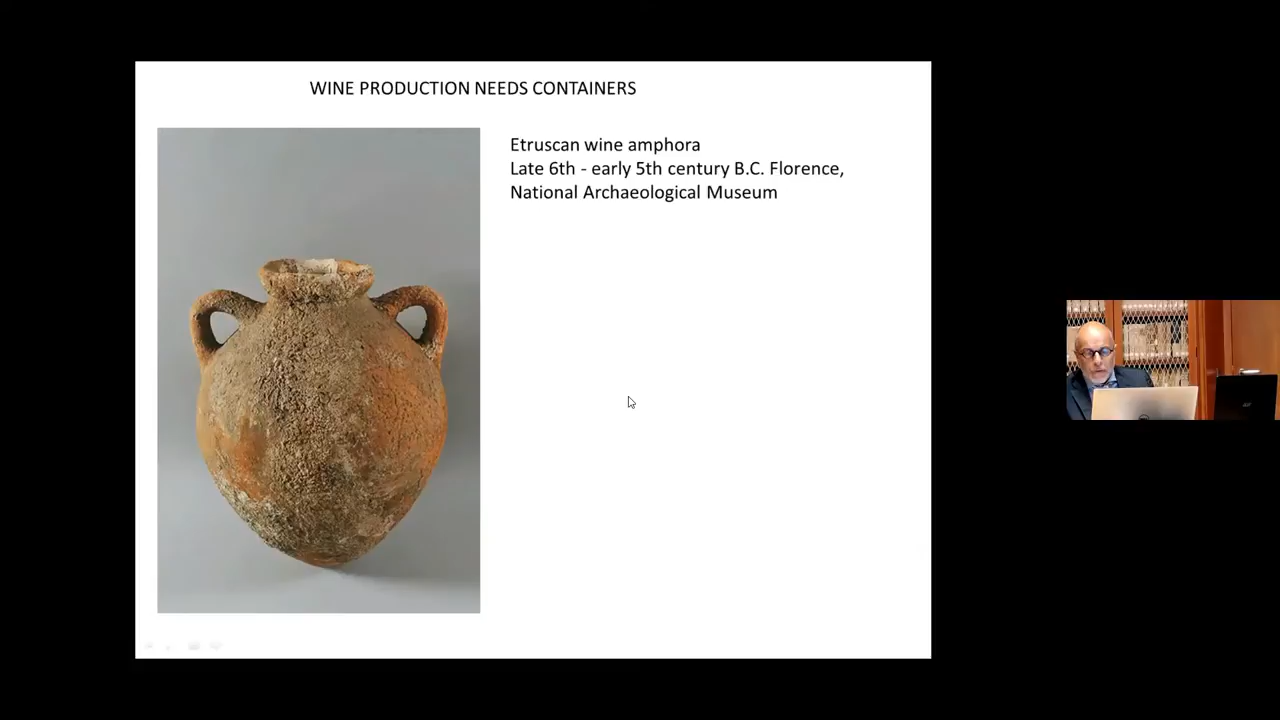 WINE PRODUCTION NEEDS CONTAINERS
Etruscan wine amphora
Late 6th - early 5th century B.C. Florence,
National Archaeological Museum